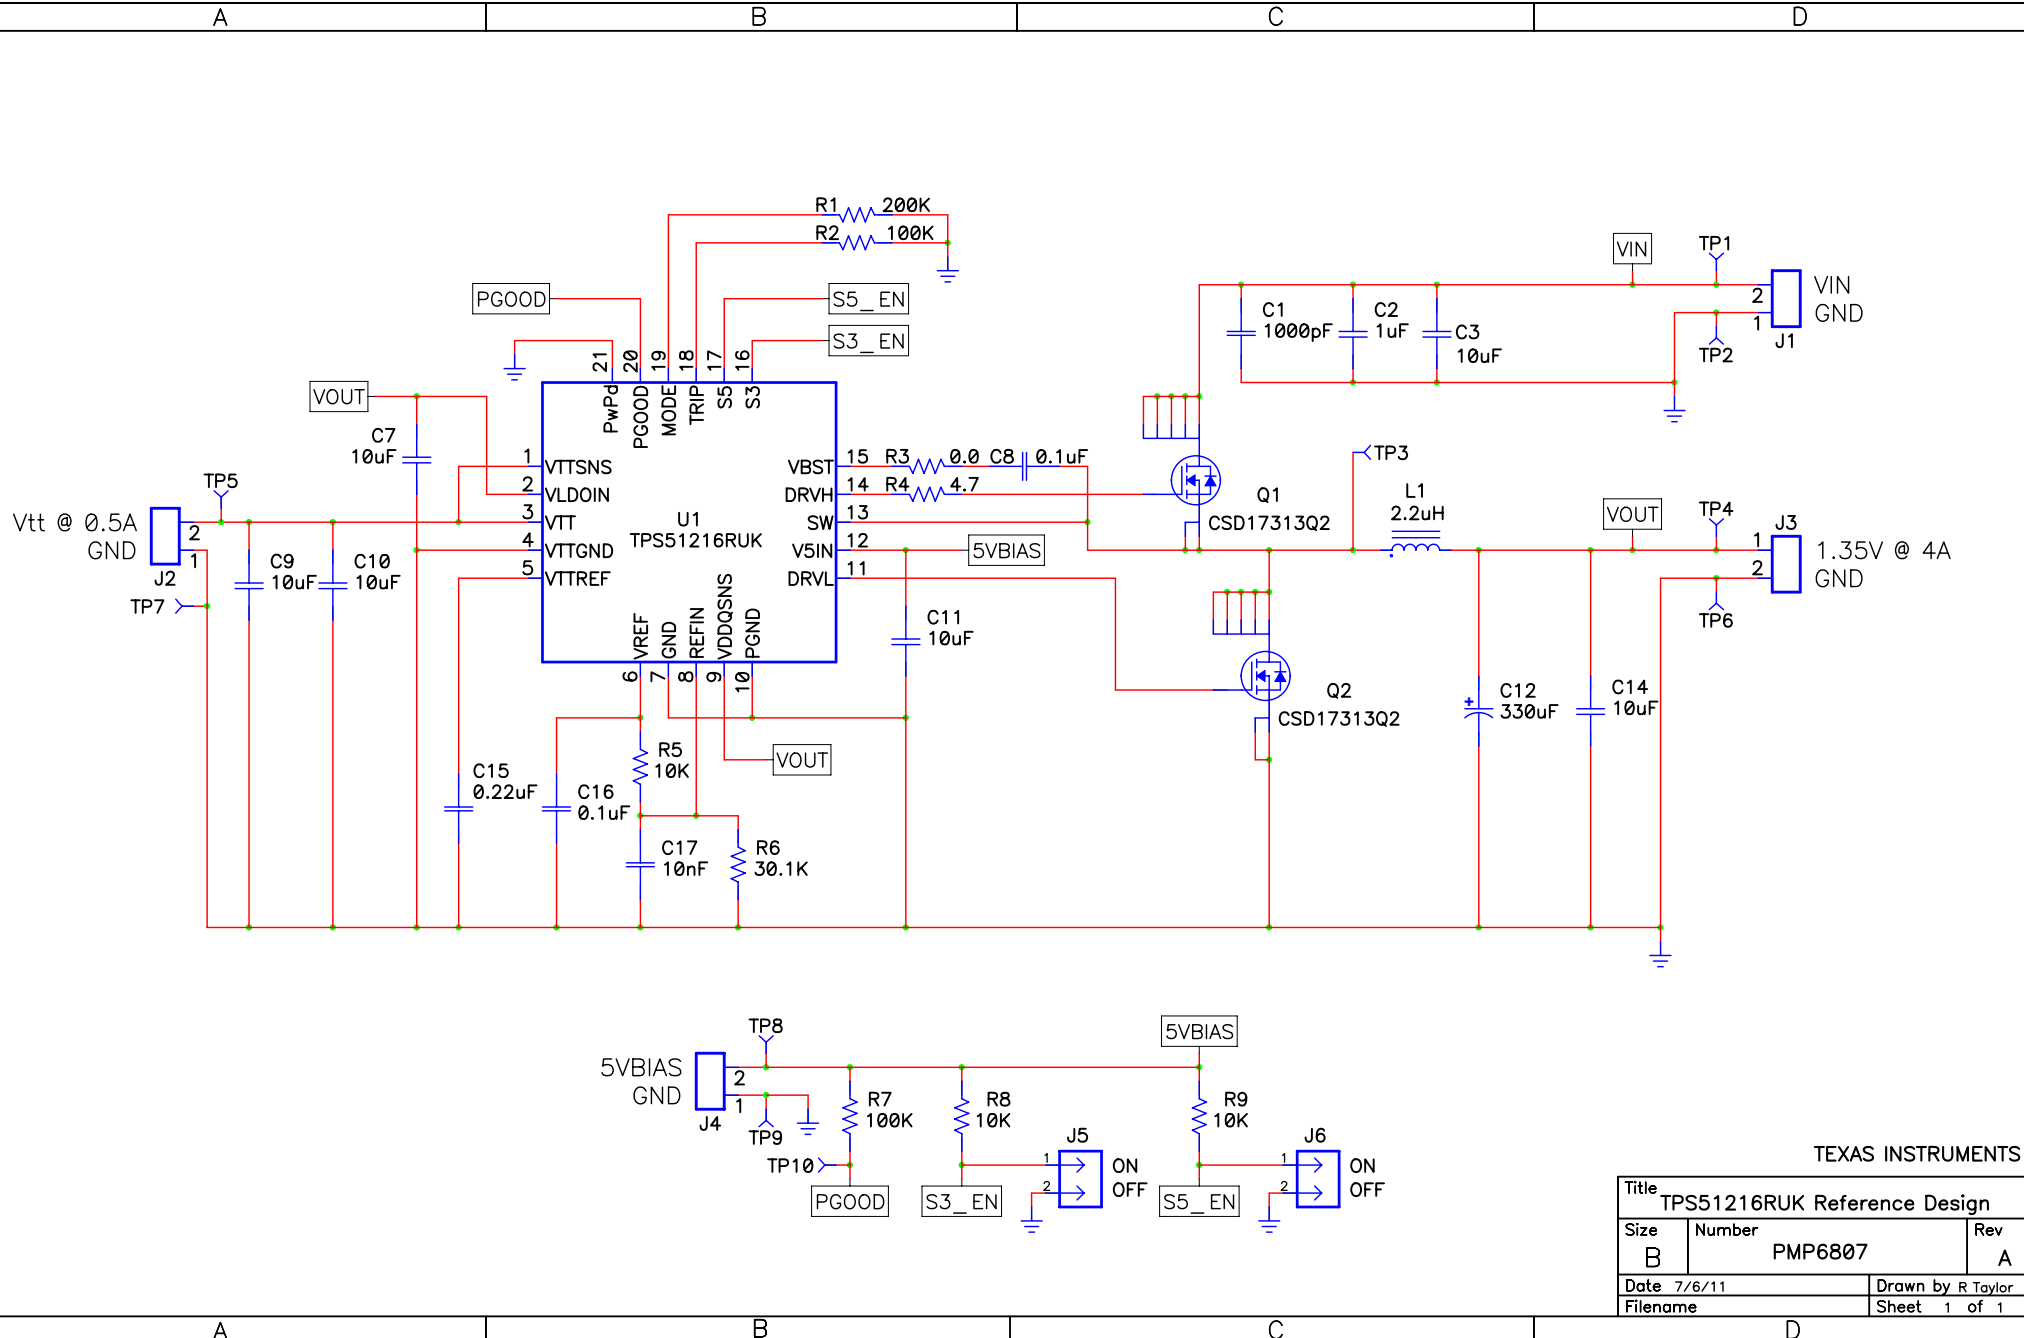 A B C D
R1 200K
R2 100K
VIN
TP1
PGOOD
S5_EN
S3_EN
VIN
GND
2
1
J1
TP2
C1
1000pF
C2
1uF
C3
10uF
21 20 19 18 17 16
PwPd PGOOD MODE TRIP S5 S3
VOUT
C7
10uF
TP5
Vtt @ 0.5A
GND
2
1
J2
TP7
C9
10uF
C10
10uF
1 VTTSNS
2 VLDOIN
3 VTT
4 VTTGND
5 VTTREF
U1
TPS51216RUK
VBST 15
DRVH 14
SW 13
V5IN 12
DRVL 11
R3 0.0
C8 0.1uF
R4 4.7
5VBIAS
VREF GND REFIN VDDQSNS PGND
6 7 8 9 10
C11
10uF
Q1
CSD17313Q2
TP3
L1
2.2uH
VOUT
TP4
J3
1
2
1.35V @ 4A
GND
TP6
Q2
CSD17313Q2
C12
330uF
+
C14
10uF
R5
10K
VOUT
C15
0.22uF
C16
0.1uF
C17
10nF
R6
30.1K
TP8
5VBIAS
5VBIAS
GND
2
1
J4
TP9
R7
100K
R8
10K
R9
10K
TP10
PGOOD
S3_EN
J5
1
2
ON
OFF
S5_EN
J6
1
2
ON
OFF
TEXAS INSTRUMENTS
Title
TPS51216RUK Reference Design
Size
B
Number
PMP6807
Rev
A
Date 7/6/11
Drawn by R Taylor
Filename
Sheet 1 of 1
A B C D